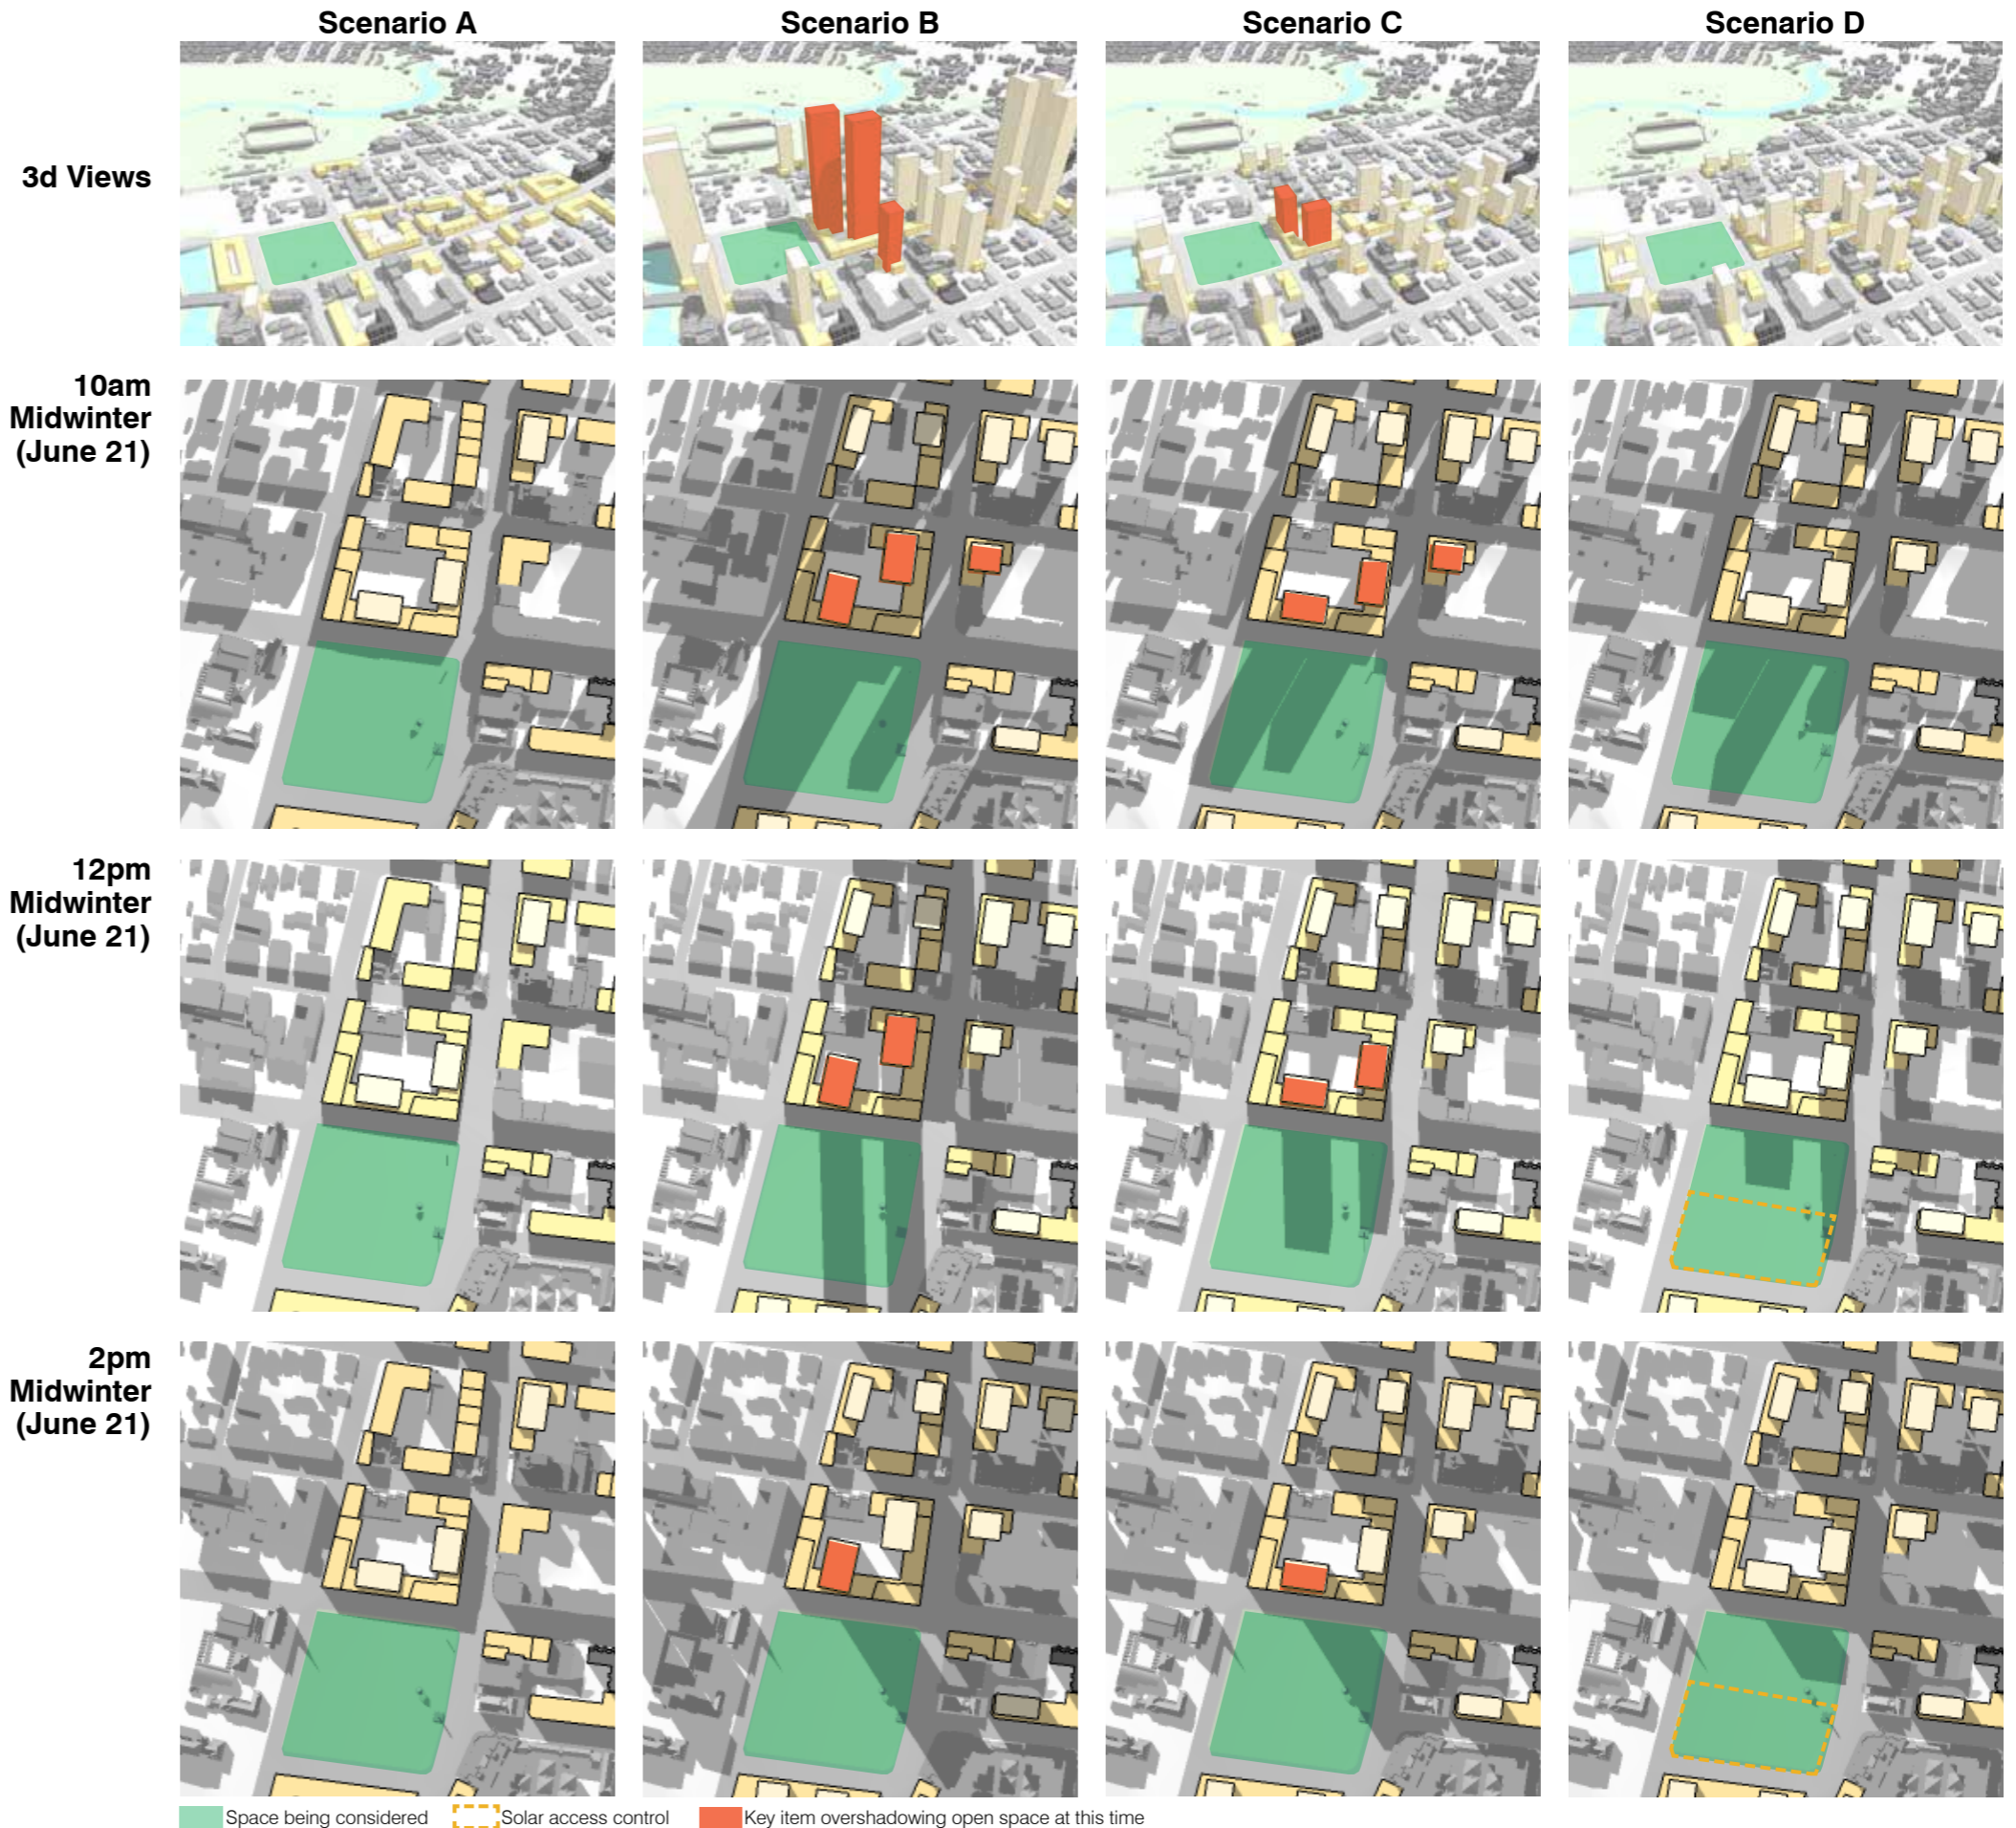 Scenario A
Scenario B
Scenario C
Scenario D
3d Views
10am
Midwinter
(June 21)
12pm
Midwinter
(June 21)
2pm
Midwinter
(June 21)
Space being considered
Solar access control
Key item overshadowing open space at this time